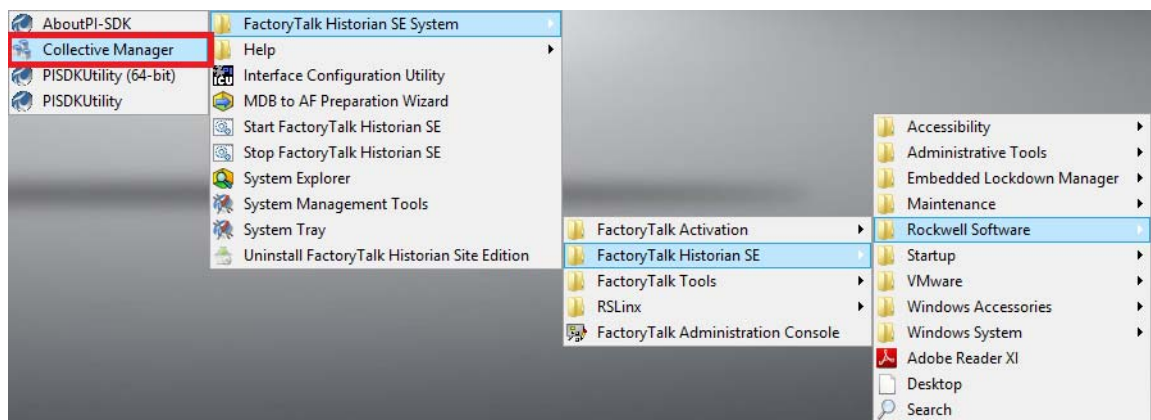 AboutPI-SDK
Collective Manager
PISDKUtility (64-bit)
PISDKUtility
FactoryTalk Historian SE System
Help
Interface Configuration Utility
MDB to AF Preparation Wizard
Start FactoryTalk Historian SE
Stop FactoryTalk Historian SE
System Explorer
System Management Tools
System Tray
Uninstall FactoryTalk Historian Site Edition
FactoryTalk Activation
FactoryTalk Historian SE
FactoryTalk Tools
RSLinx
FactoryTalk Administration Console
Accessibility
Administrative Tools
Embedded Lockdown Manager
Maintenance
Rockwell Software
Startup
VMware
Windows Accessories
Windows System
Adobe Reader XI
Desktop
Search